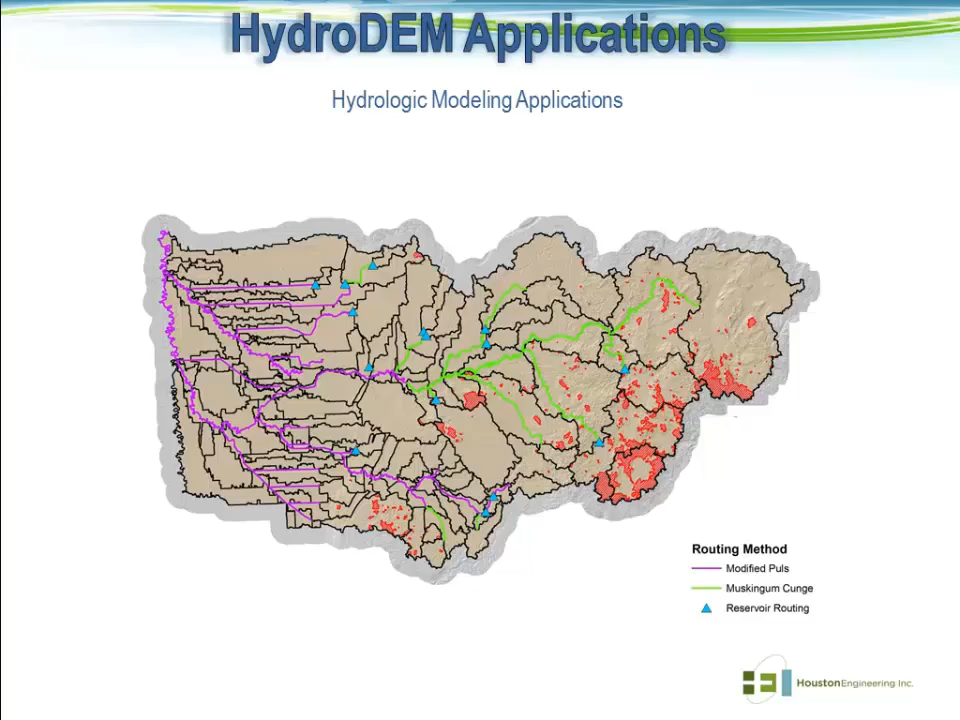 HydroDEM Applications
Hydrologic Modeling Applications
Routing Method
Modified Puls
Muskingum Cunge
Reservoir Routing
HoustonEngineering Inc.